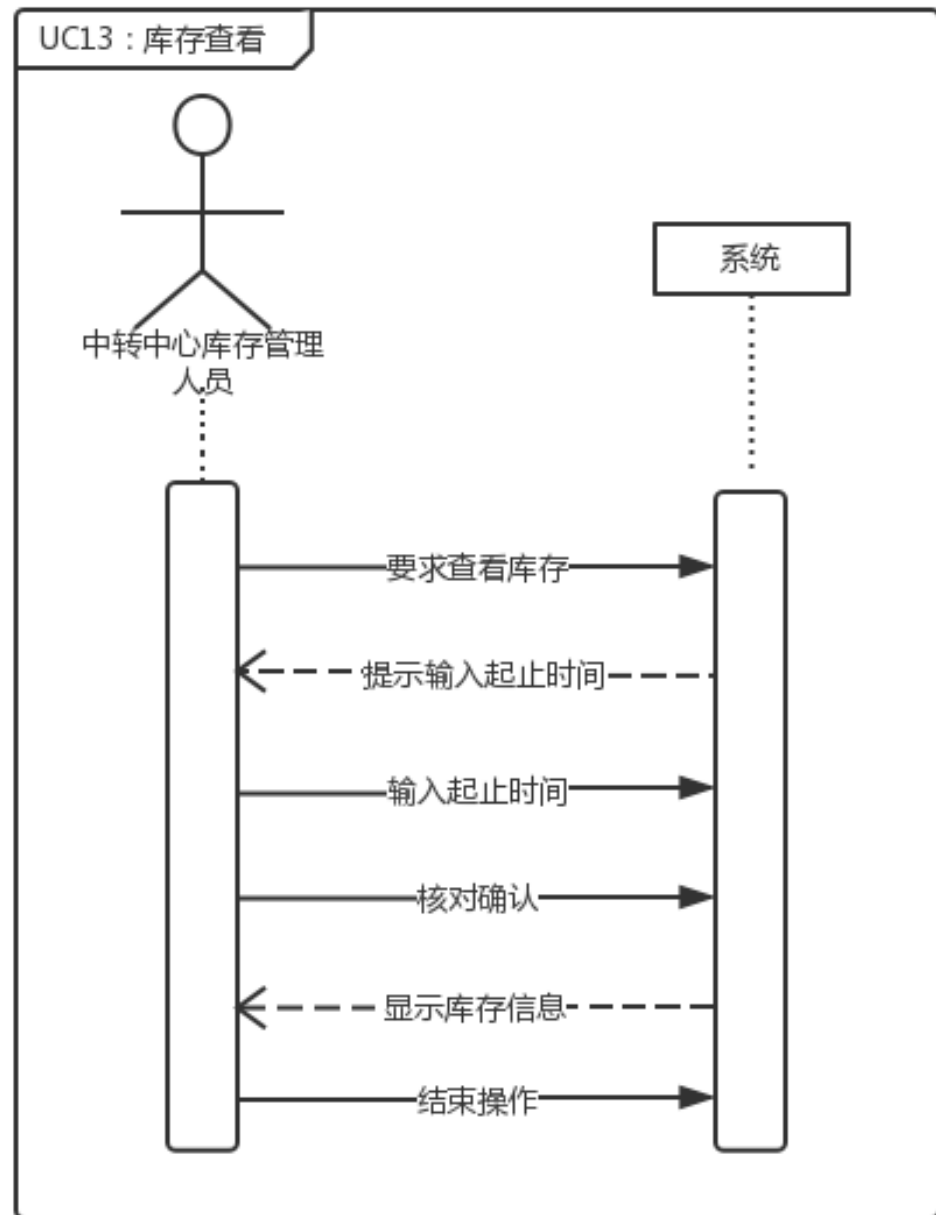 UC13：库存查看
系统
中转中心库存管理
人员
要求查看库存
提示输入起止时间
输入起止时间
核对确认
显示库存信息
结束操作